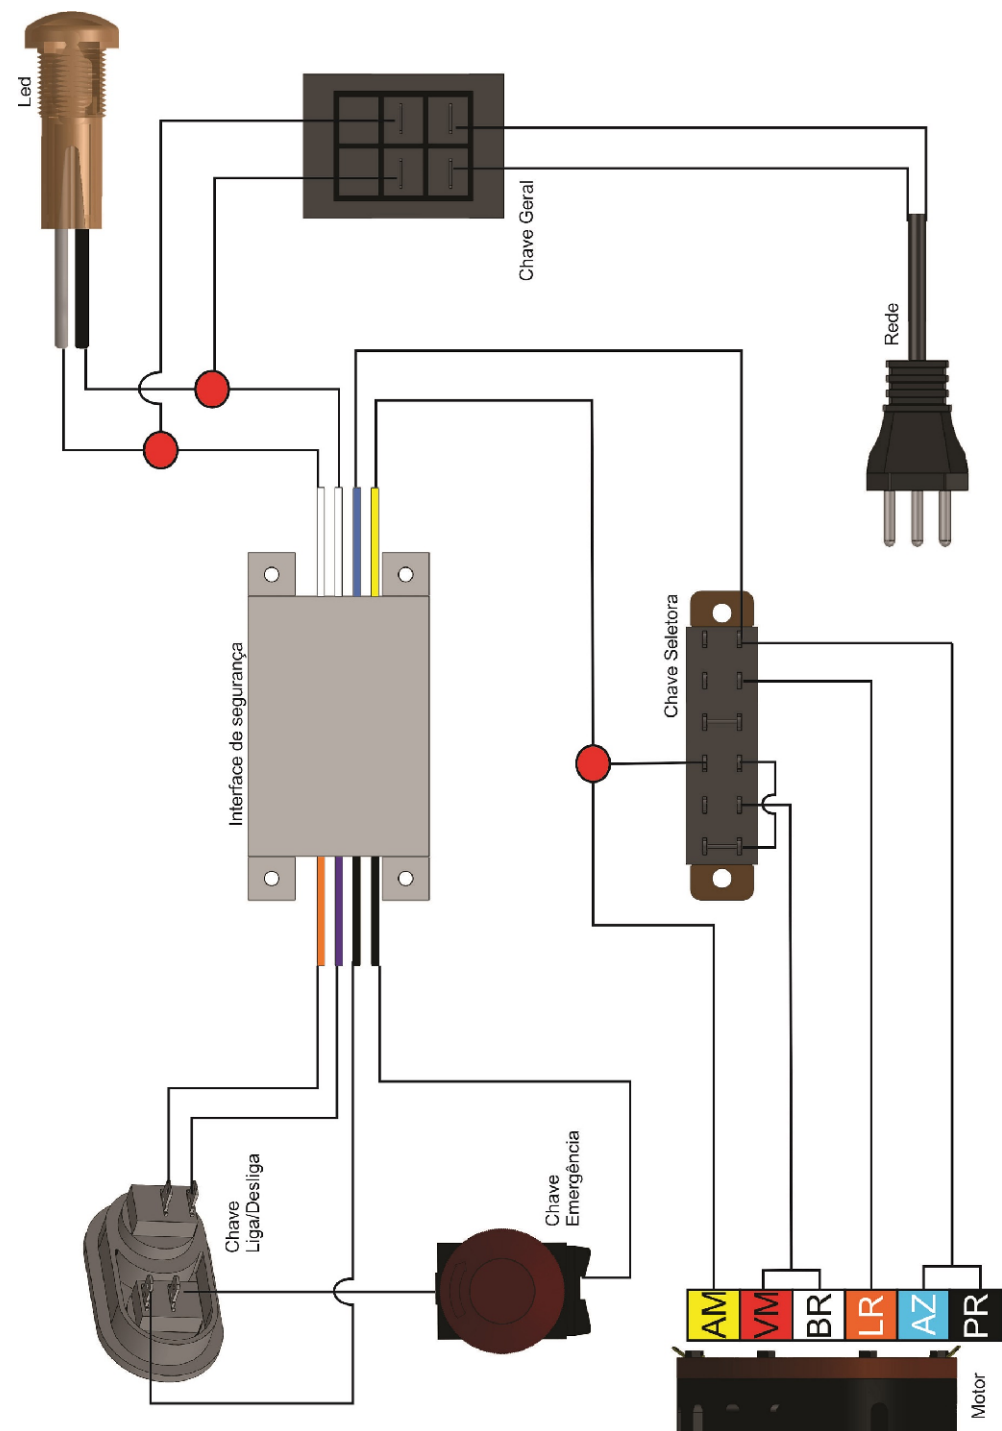 Led
Chave Geral
Rede
Interface de segurança
Chave Seletora
Chave
Liga/Desliga
Chave
Emergência
AM
VM
BR
LR
AZ
PR
Motor